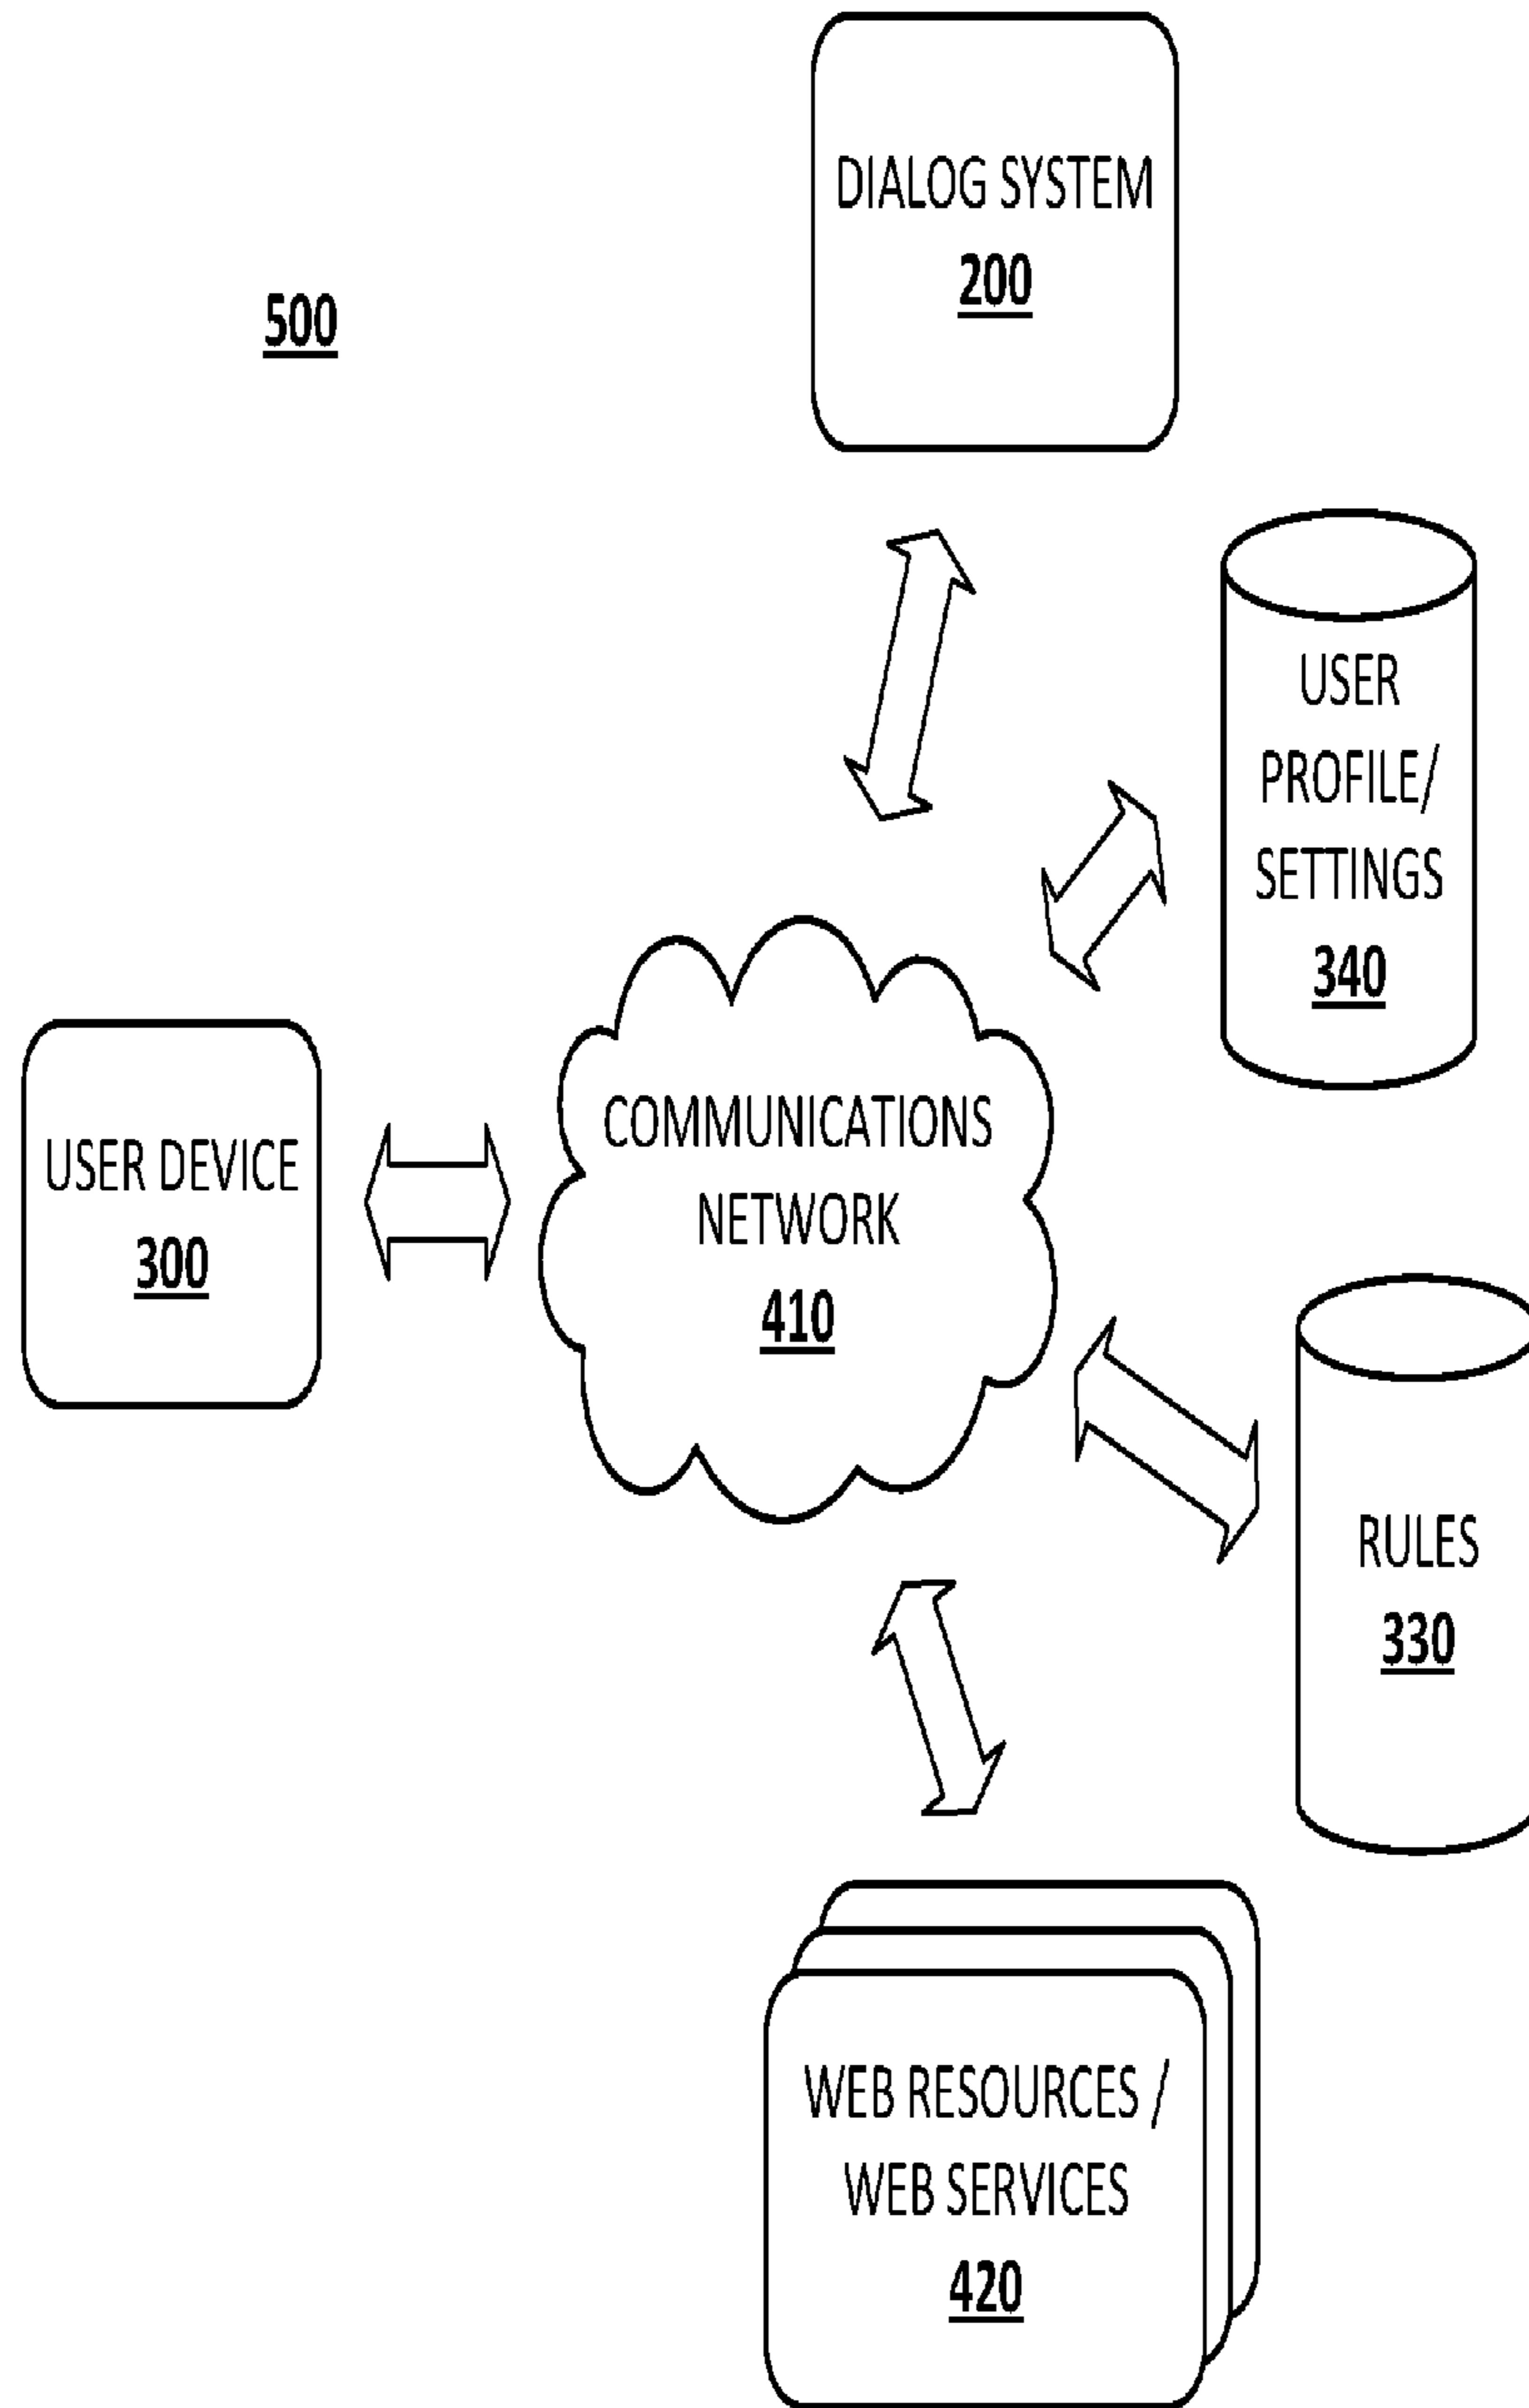 DIALOG SYSTEM
200
500
USER
PROFILE/
SETTINGS
340
COMMUNICATIONS
NETWORK
410
USER DEVICE
300
RULES
330
WEB RESOURCES /
WEB SERVICES
420